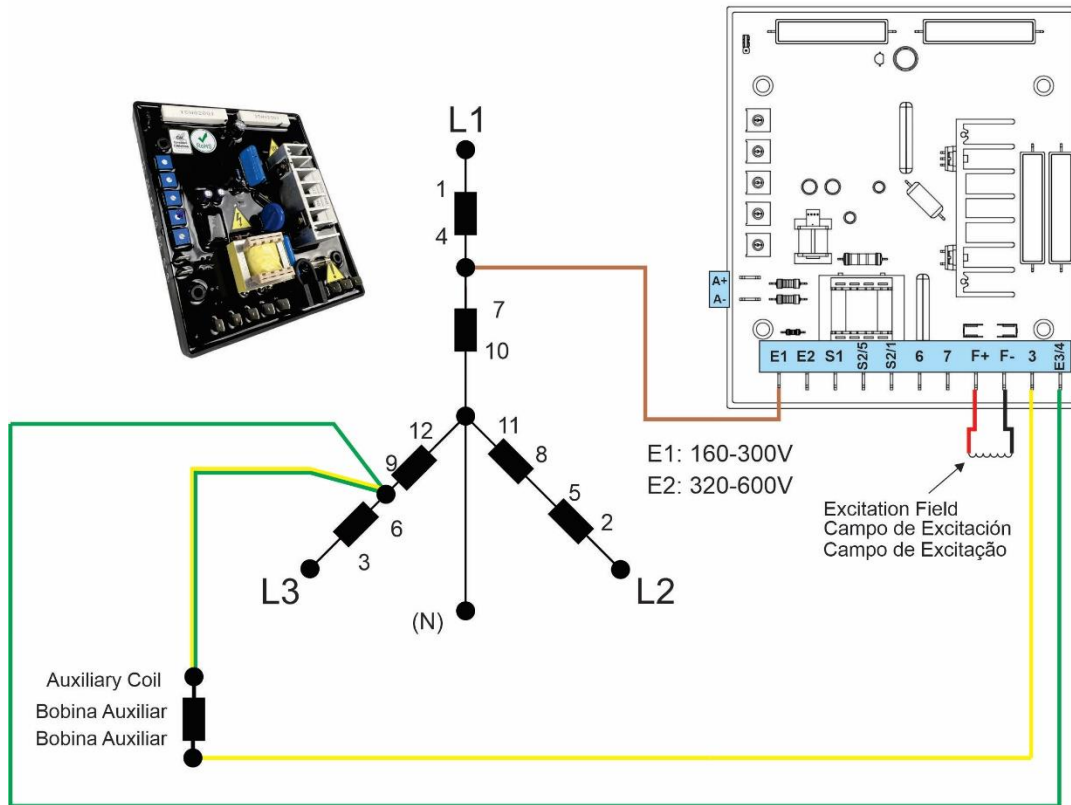 L1
1
4
7
10
12
9
6
3
L3
11
8
5
2
L2
(N)
A+
A-
E1 E2 S1 S2/5 S2/1 6 7 F+ F- 3 E3/4
E1: 160-300V
E2: 320-600V
Excitation Field
Campo de Excitación
Campo de Excitação
Auxiliary Coil
Bobina Auxiliar
Bobina Auxiliar
RoHS